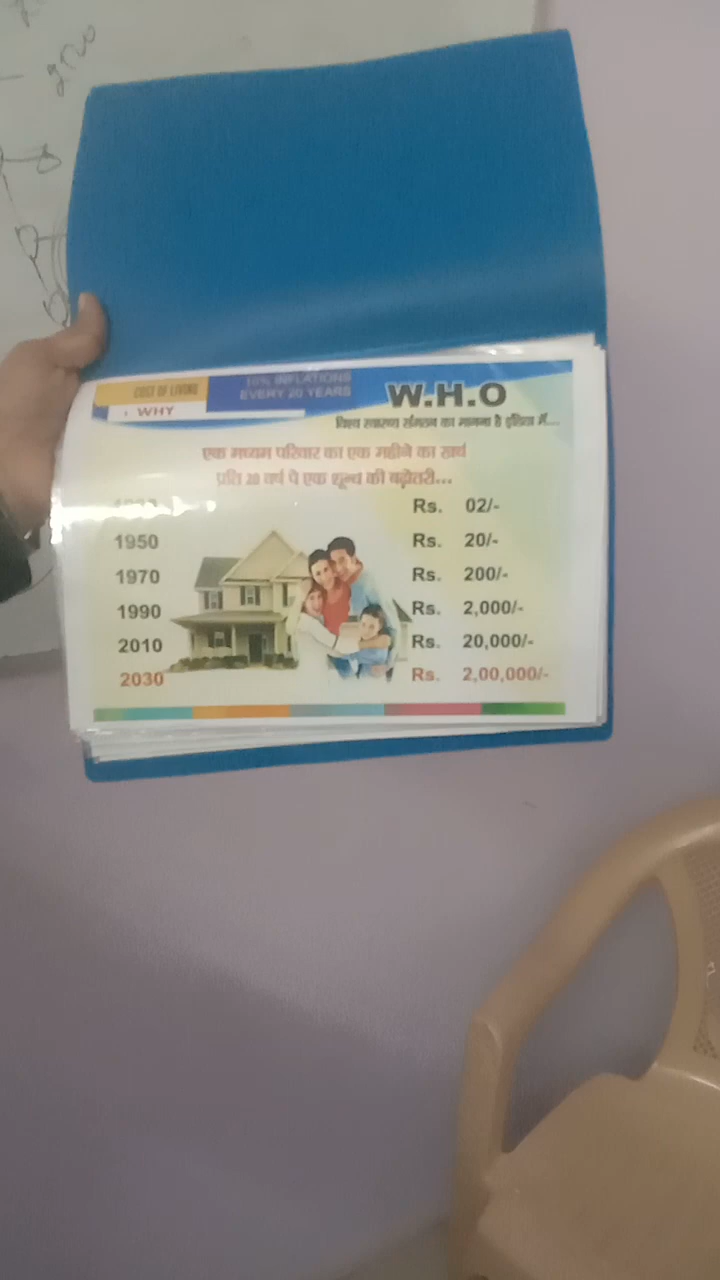 COST OF LIVING
WHY
10% INFLATIONS
EVERY 20 YEARS
W.H.O
विश्व स्वास्थ्य संगठन का मानना है इंडिया में....
एक मध्यम परिवार का एक महीने का खर्च
प्रति 20 वर्ष पे एक शून्य की बढ़ोतरी...
Rs. 02/-
1950 Rs. 20/-
1970 Rs. 200/-
1990 Rs. 2,000/-
2010 Rs. 20,000/-
2030 Rs. 2,00,000/-